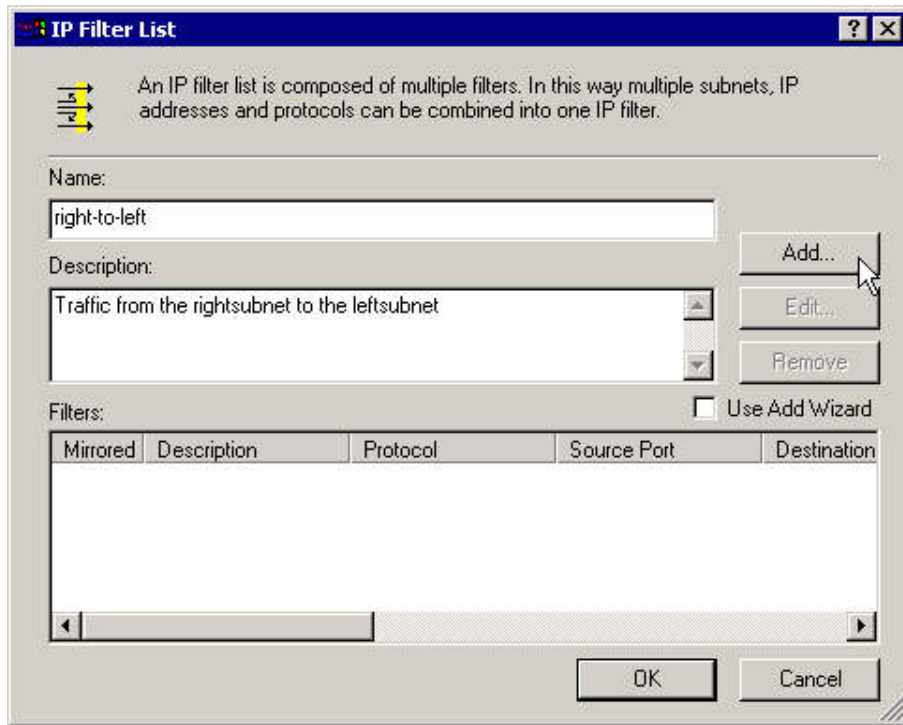 IP Filter List
An IP filter list is composed of multiple filters. In this way multiple subnets, IP
addresses and protocols can be combined into one IP filter.
Name:
right-to-left
Add...
Description:
Traffic from the rightsubnet to the leftsubnet
Edit...
Remove
Filters:
Use Add Wizard
Mirrored Description Protocol Source Port Destination
OK Cancel